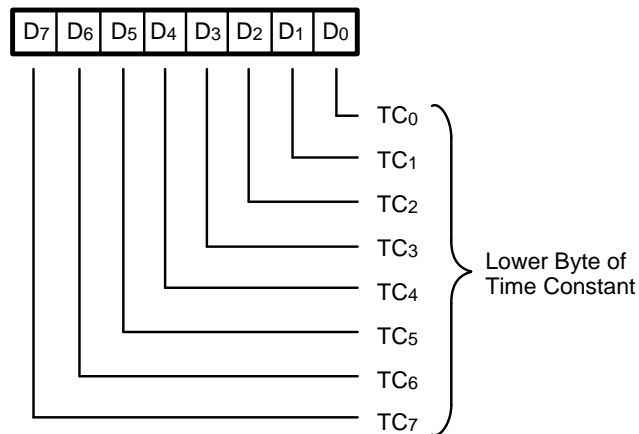 D7 D6 D5 D4 D3 D2 D1 D0
TC0
TC1
TC2
TC3
TC4
TC5
TC6
TC7
Lower Byte of
Time Constant